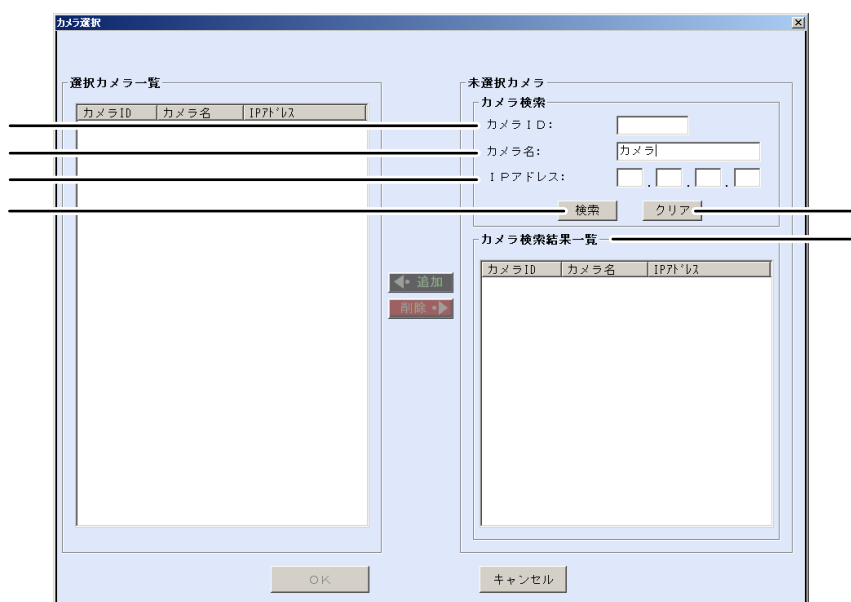 カメラ選択
選択カメラ一覧
カメラID カメラ名 IPｱﾄﾞﾚｽ
追加
削除
未選択カメラ
カメラ検索
カメラＩＤ:
カメラ名: カメラ
ＩＰアドレス: . . .
検索 クリア
カメラ検索結果一覧
カメラID カメラ名 IPｱﾄﾞﾚｽ
ＯＫ キャンセル